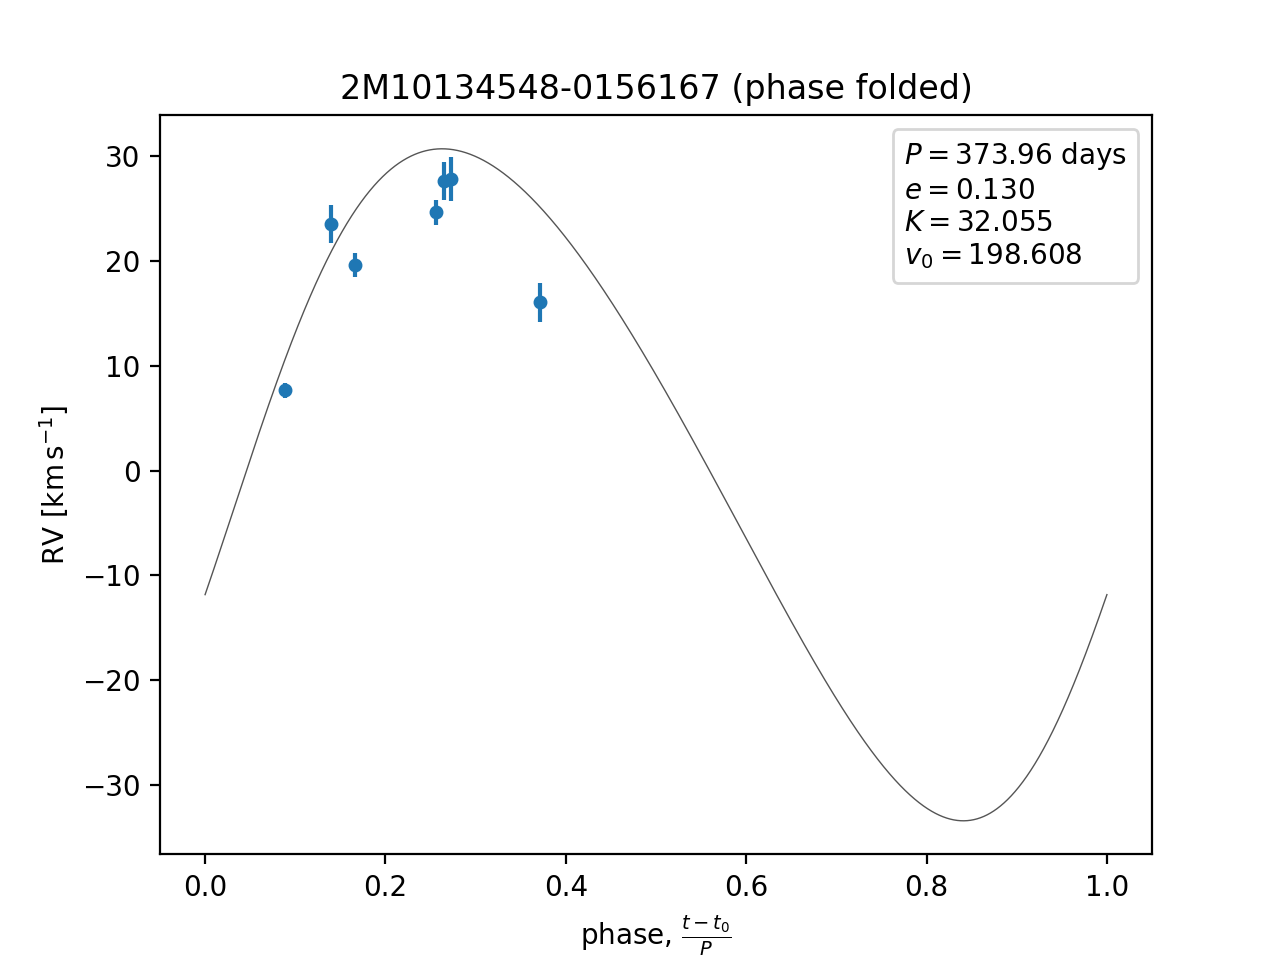 2M10134548-0156167 (phase folded)
P = 373.96 days
e = 0.130
K = 32.055
v₀ = 198.608
RV [km s⁻¹]
30
20
10
0
−10
−20
−30
0.0 0.2 0.4 0.6 0.8 1.0
phase, (t − t₀)/P